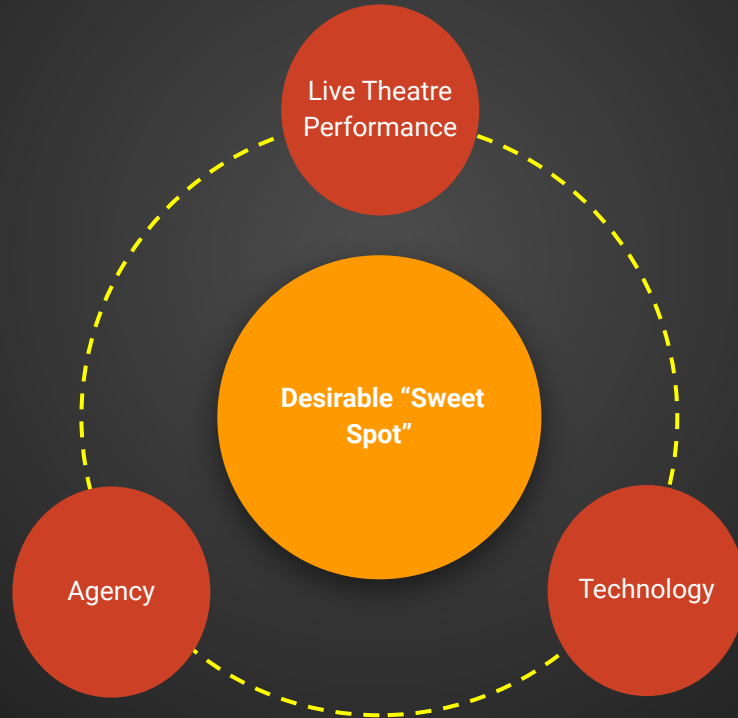 Live Theatre
Performance
Desirable “Sweet
Spot”
Agency
Technology